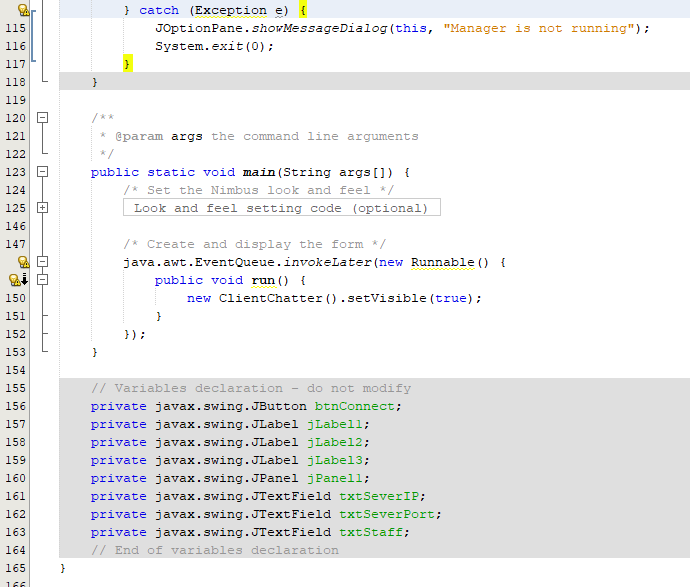 } catch (Exception e) {
115 JOptionPane.showMessageDialog(this, "Manager is not running");
116 System.exit(0);
117 }
118 }
119
120 /**
121 * @param args the command line arguments
122 */
123 public static void main(String args[]) {
124 /* Set the Nimbus look and feel */
125 Look and feel setting code (optional)
146
147 /* Create and display the form */
java.awt.EventQueue.invokeLater(new Runnable() {
public void run() {
150 new ClientChatter().setVisible(true);
151 }
152 });
153 }
154
155 // Variables declaration - do not modify
156 private javax.swing.JButton btnConnect;
157 private javax.swing.JLabel jLabel1;
158 private javax.swing.JLabel jLabel2;
159 private javax.swing.JLabel jLabel3;
160 private javax.swing.JPanel jPanel1;
161 private javax.swing.JTextField txtSeverIP;
162 private javax.swing.JTextField txtSeverPort;
163 private javax.swing.JTextField txtStaff;
164 // End of variables declaration
165 }
166